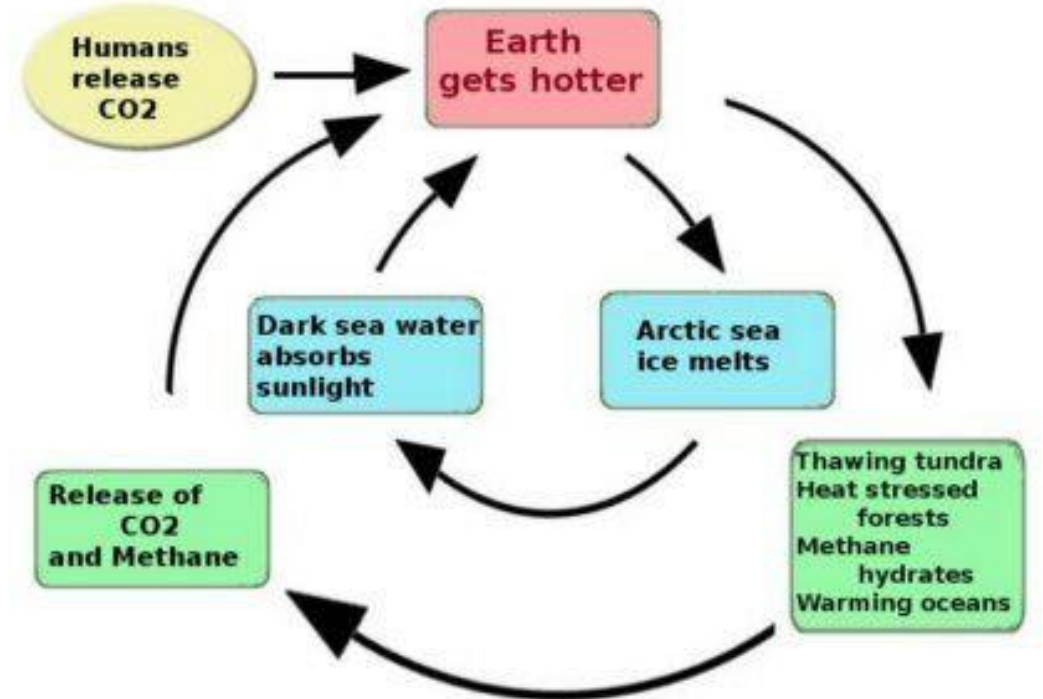 Humans
release
CO2
Earth
gets hotter
Dark sea water
absorbs
sunlight
Arctic sea
ice melts
Release of
CO2
and Methane
Thawing tundra
Heat stressed
forests
Methane
hydrates
Warming oceans